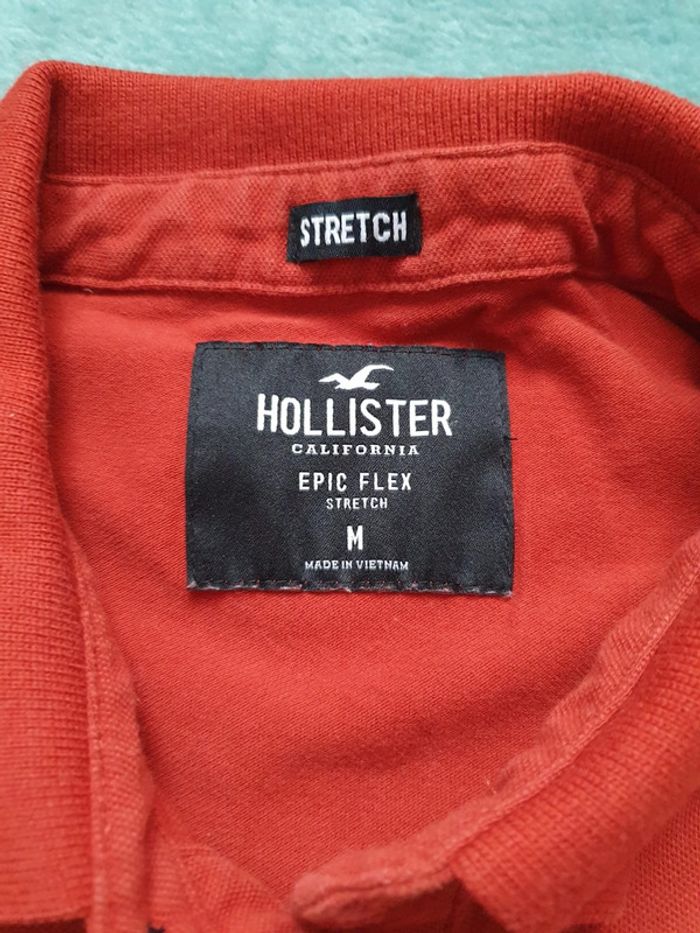 STRETCH
HOLLISTER
CALIFORNIA
EPIC FLEX
STRETCH
M
MADE IN VIETNAM